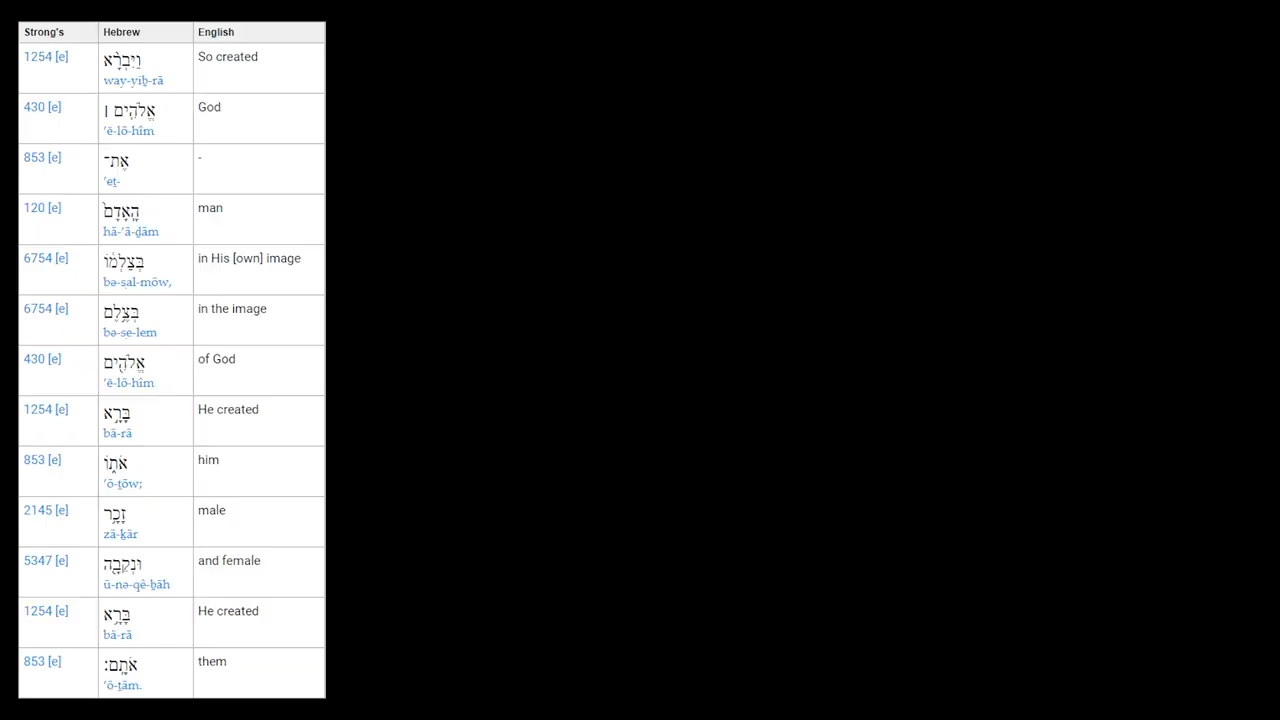 Strong's Hebrew English
1254 [e] וַיִּבְרָ֨א So created
way-yiḇ-rā
430 [e] אֱלֹהִ֤ים ׀ God
’ĕ-lō-hîm
853 [e] אֶת־ -
’eṯ-
120 [e] הָֽאָדָם֙ man
hā-’ā-ḏām
6754 [e] בְּצַלְמ֔וֹ in His [own] image
bə-ṣal-mōw,
6754 [e] בְּצֶ֥לֶם in the image
bə-ṣe-lem
430 [e] אֱלֹהִ֖ים of God
’ĕ-lō-hîm
1254 [e] בָּרָ֣א He created
bā-rā
853 [e] אֹת֑וֹ him
’ō-ṯōw;
2145 [e] זָכָ֥ר male
zā-ḵār
5347 [e] וּנְקֵבָ֖ה and female
ū-nə-qê-ḇāh
1254 [e] בָּרָ֥א He created
bā-rā
853 [e] אֹתָֽם׃ them
’ō-ṯām.